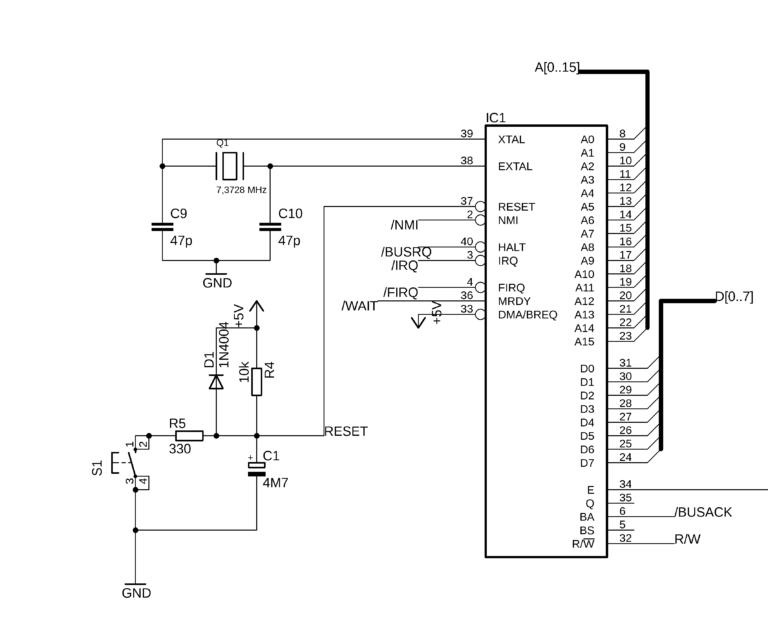 A[0..15]
IC1
Q1
7,3728 MHz
C9
47p
C10
47p
GND
39 XTAL
38 EXTAL
37 RESET
/NMI 2 NMI
/BUSRQ 40 HALT
/IRQ 3 IRQ
/FIRQ 4 FIRQ
/WAIT 36 MRDY
+5V 33 DMA/BREQ
A0 8
A1 9
A2 10
A3 11
A4 12
A5 13
A6 14
A7 15
A8 16
A9 17
A10 18
A11 19
A12 20
A13 21
A14 22
A15 23
D[0..7]
D0 31
D1 30
D2 29
D3 28
D4 27
D5 26
D6 25
D7 24
E 34
Q 35
BA 6 /BUSACK
BS 5
R/W 32 R/W
+5V
D1
1N4004
10k
R4
R5
330
RESET
C1
+
4M7
S1
1
2
3
4
GND